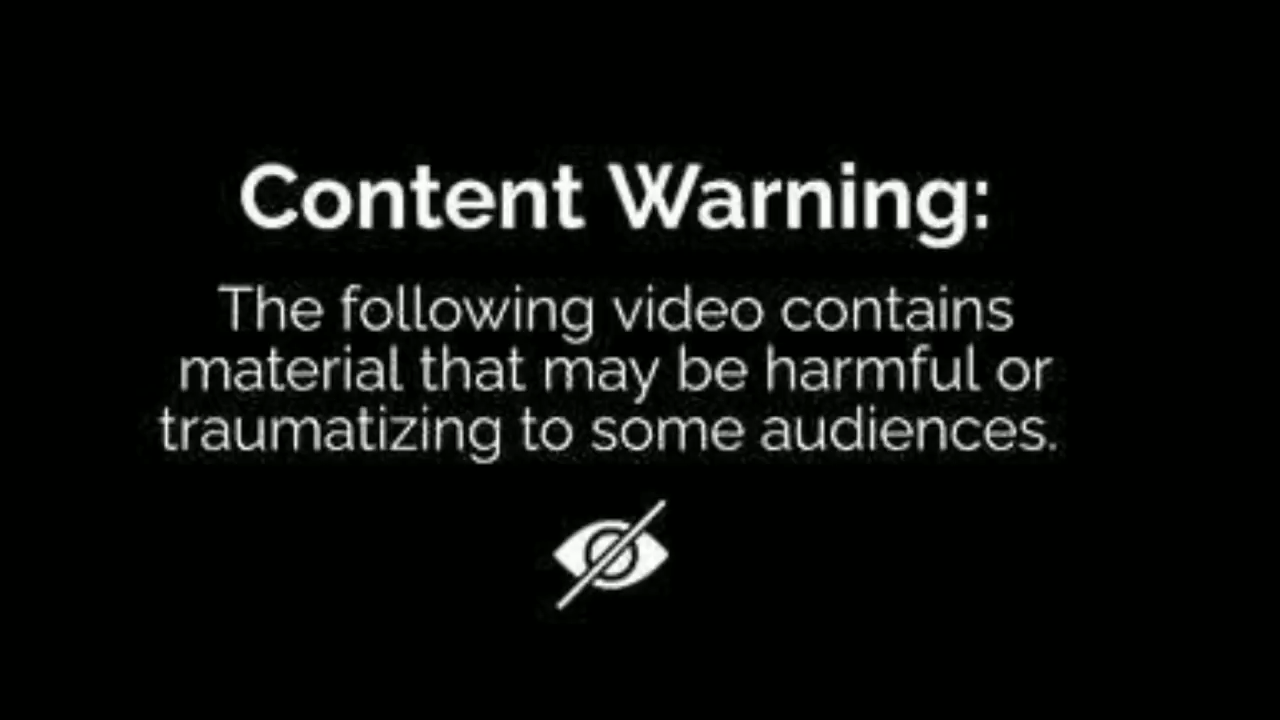 Content Warning:
The following video contains
material that may be harmful or
traumatizing to some audiences.